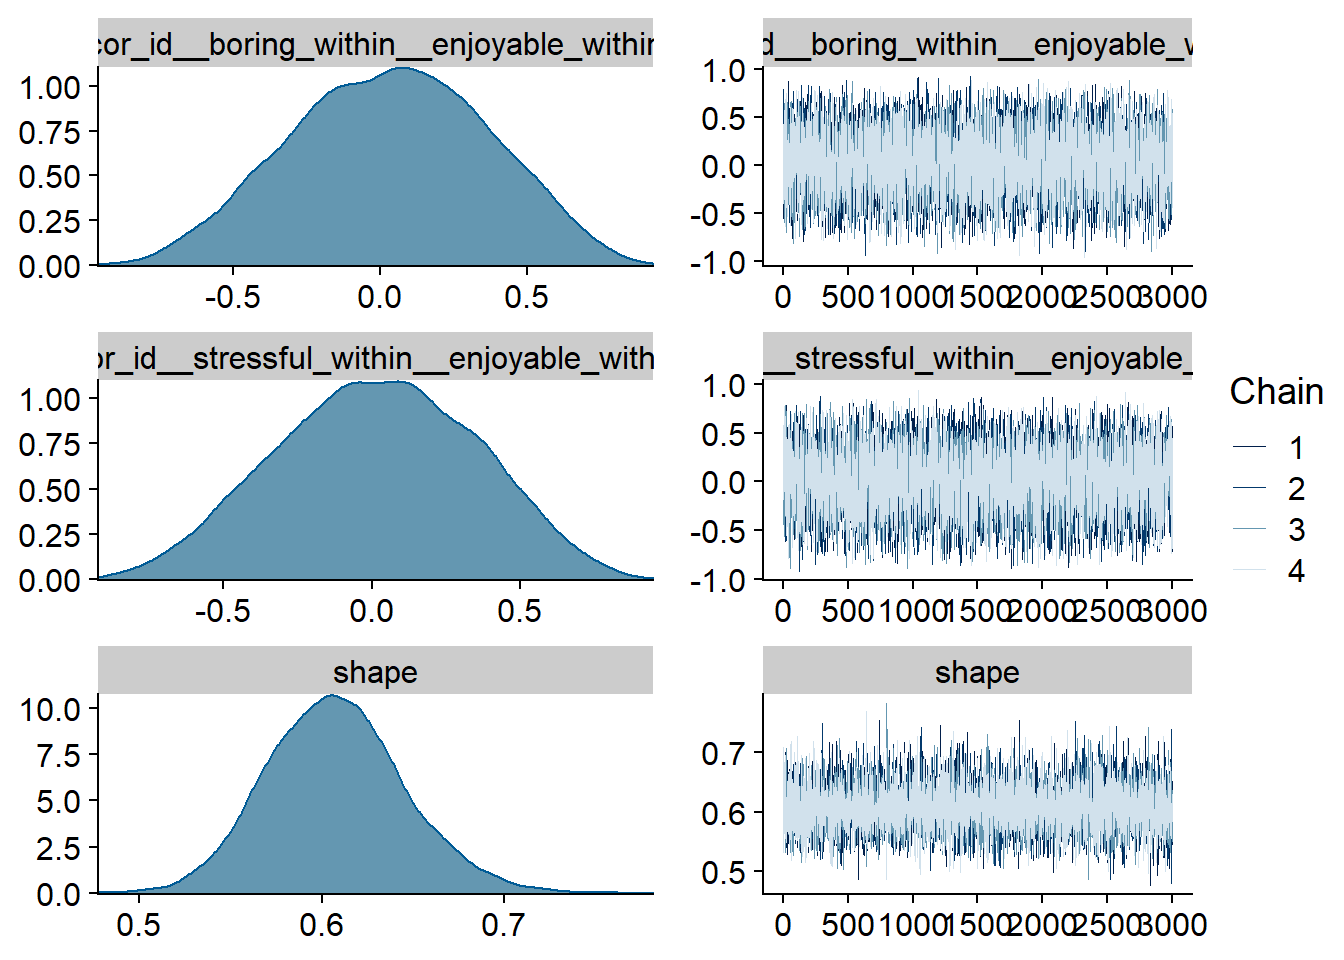 cor_id__boring_within__enjoyable_within
1.00
0.75
0.50
0.25
0.00
-0.5 0.0 0.5
d__boring_within__enjoyable_w
1.0
0.5
0.0
-0.5
-1.0
0 500 1000 1500 2000 2500 3000
or_id__stressful_within__enjoyable_with
1.00
0.75
0.50
0.25
0.00
-0.5 0.0 0.5
__stressful_within__enjoyable_
1.0
0.5
0.0
-0.5
-1.0
0 500 1000 1500 2000 2500 3000
shape
10.0
7.5
5.0
2.5
0.0
0.5 0.6 0.7
shape
0.7
0.6
0.5
0 500 1000 1500 2000 2500 3000
Chain
1
2
3
4